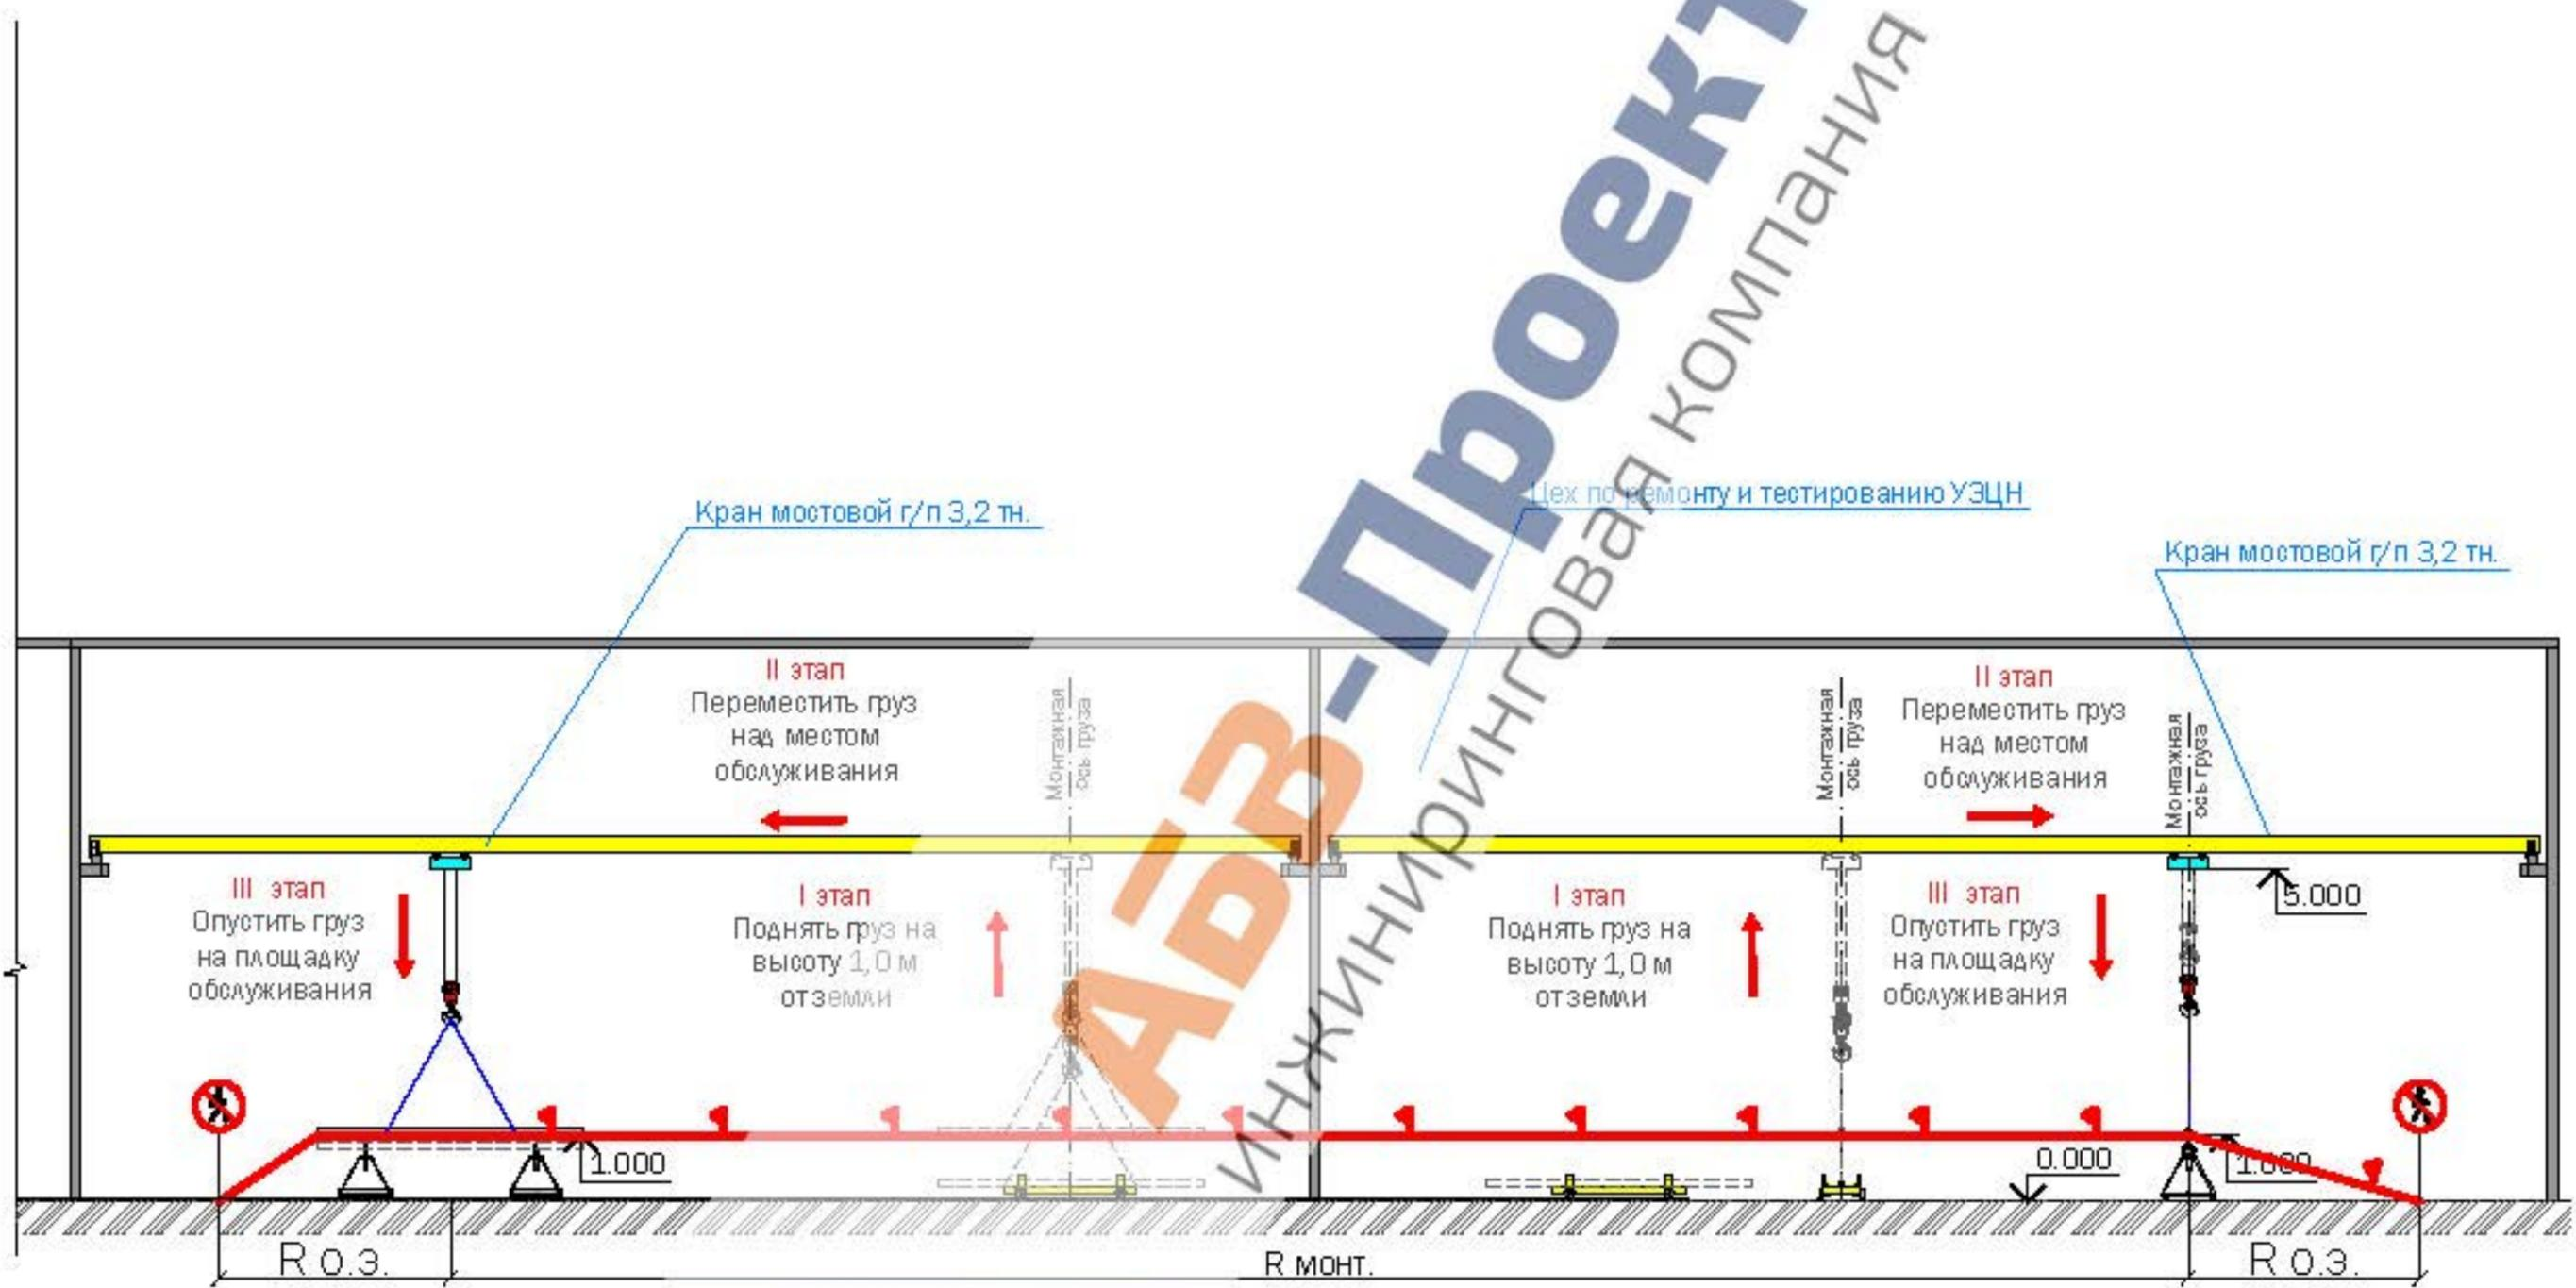 АБВ-Проект
инжиниринговая компания
Кран мостовой г/п 3,2 тн.
Цех по ремонту и тестированию УЭЦН
Кран мостовой г/п 3,2 тн.
II этап
Переместить груз
над местом
обслуживания
Монтажная
ось груза
Монтажная
ось груза
II этап
Переместить груз
над местом
обслуживания
Монтажная
ось груза
III этап
Опустить груз
на площадку
обслуживания
I этап
Поднять груз на
высоту 1,0 м
от земли
I этап
Поднять груз на
высоту 1,0 м
от земли
III этап
Опустить груз
на площадку
обслуживания
5.000
1.000
0.000
1.000
R о.з.
R монт.
R о.з.